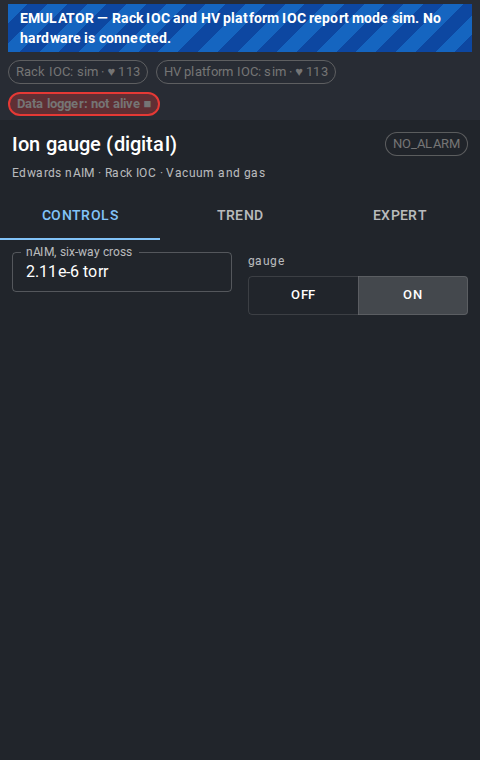 EMULATOR — Rack IOC and HV platform IOC report mode sim. No
hardware is connected.
Rack IOC: sim · ♥ 113
HV platform IOC: sim · ♥ 113
Data logger: not alive ■
Ion gauge (digital)
NO_ALARM
Edwards nAIM · Rack IOC · Vacuum and gas
CONTROLS
TREND
EXPERT
nAIM, six-way cross
2.11e-6 torr
gauge
OFF
ON